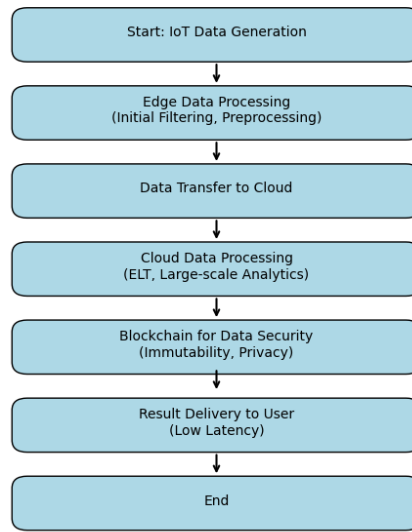 Start: IoT Data Generation
Edge Data Processing
(Initial Filtering, Preprocessing)
Data Transfer to Cloud
Cloud Data Processing
(ELT, Large-scale Analytics)
Blockchain for Data Security
(Immutability, Privacy)
Result Delivery to User
(Low Latency)
End